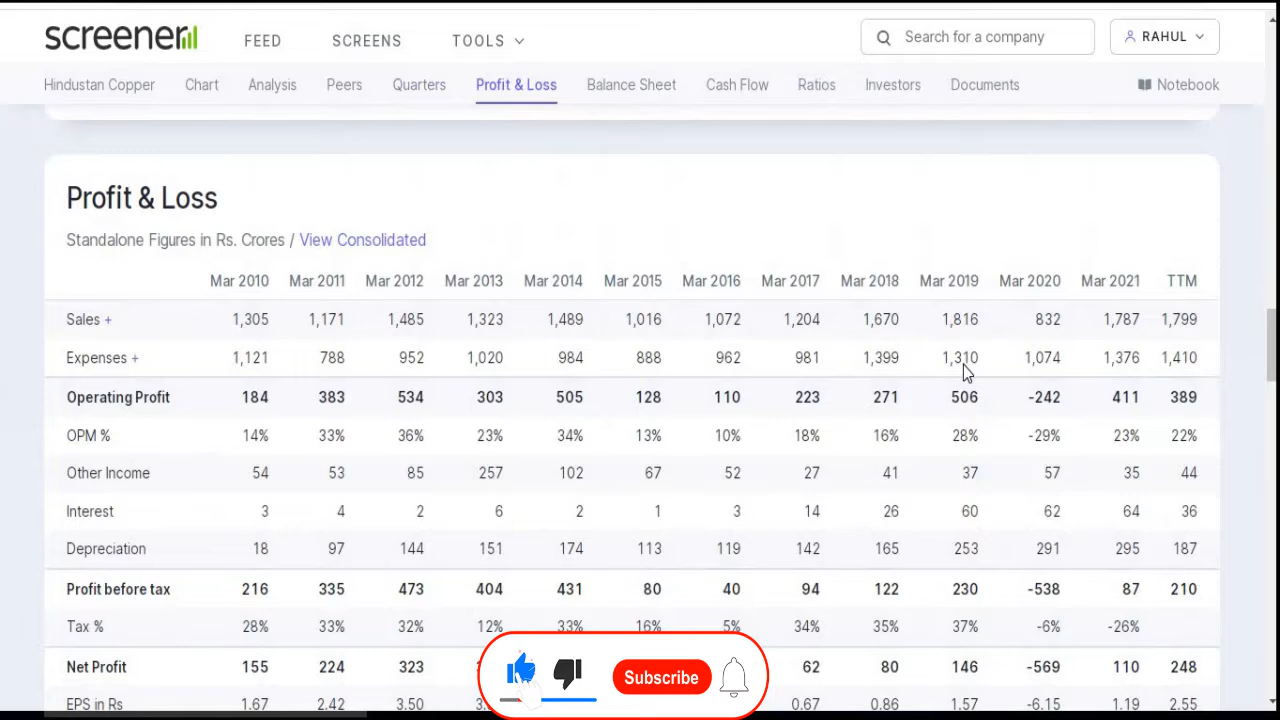 screener FEED SCREENS TOOLS Search for a company RAHUL
Hindustan Copper Chart Analysis Peers Quarters Profit & Loss Balance Sheet Cash Flow Ratios Investors Documents Notebook
Profit & Loss
Standalone Figures in Rs. Crores / View Consolidated
Mar 2010 Mar 2011 Mar 2012 Mar 2013 Mar 2014 Mar 2015 Mar 2016 Mar 2017 Mar 2018 Mar 2019 Mar 2020 Mar 2021 TTM
Sales + 1,305 1,171 1,485 1,323 1,489 1,016 1,072 1,204 1,670 1,816 832 1,787 1,799
Expenses + 1,121 788 952 1,020 984 888 962 981 1,399 1,310 1,074 1,376 1,410
Operating Profit 184 383 534 303 505 128 110 223 271 506 -242 411 389
OPM % 14% 33% 36% 23% 34% 13% 10% 18% 16% 28% -29% 23% 22%
Other Income 54 53 85 257 102 67 52 27 41 37 57 35 44
Interest 3 4 2 6 2 1 3 14 26 60 62 64 36
Depreciation 18 97 144 151 174 113 119 142 165 253 291 295 187
Profit before tax 216 335 473 404 431 80 40 94 122 230 -538 87 210
Tax % 28% 33% 32% 12% 33% 16% 5% 34% 35% 37% -6% -26%
Net Profit 155 224 323 62 80 146 -569 110 248
EPS in Rs 1.67 2.42 3.50 0.67 0.86 1.57 -6.15 1.19 2.55
Subscribe